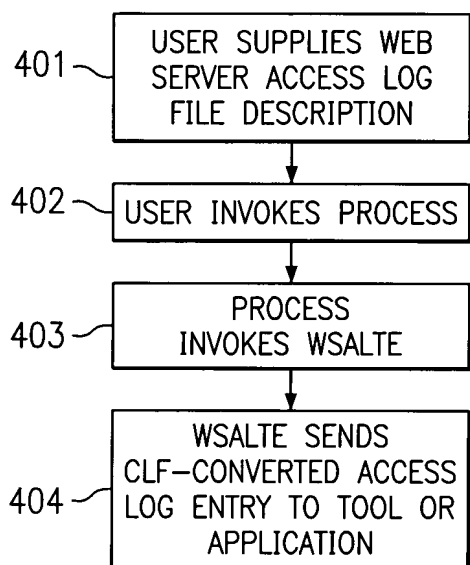 401
USER SUPPLIES WEB
SERVER ACCESS LOG
FILE DESCRIPTION
402
USER INVOKES PROCESS
403
PROCESS
INVOKES WSALTE
404
WSALTE SENDS
CLF-CONVERTED ACCESS
LOG ENTRY TO TOOL OR
APPLICATION